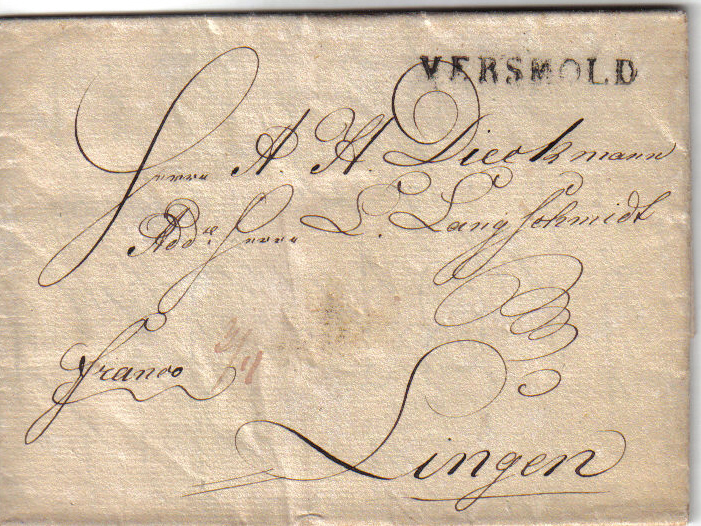 VERSMOLD
Herrn A. H. Dieckmann
Add.e Herrn L. Langschmidt
franco
Lingen